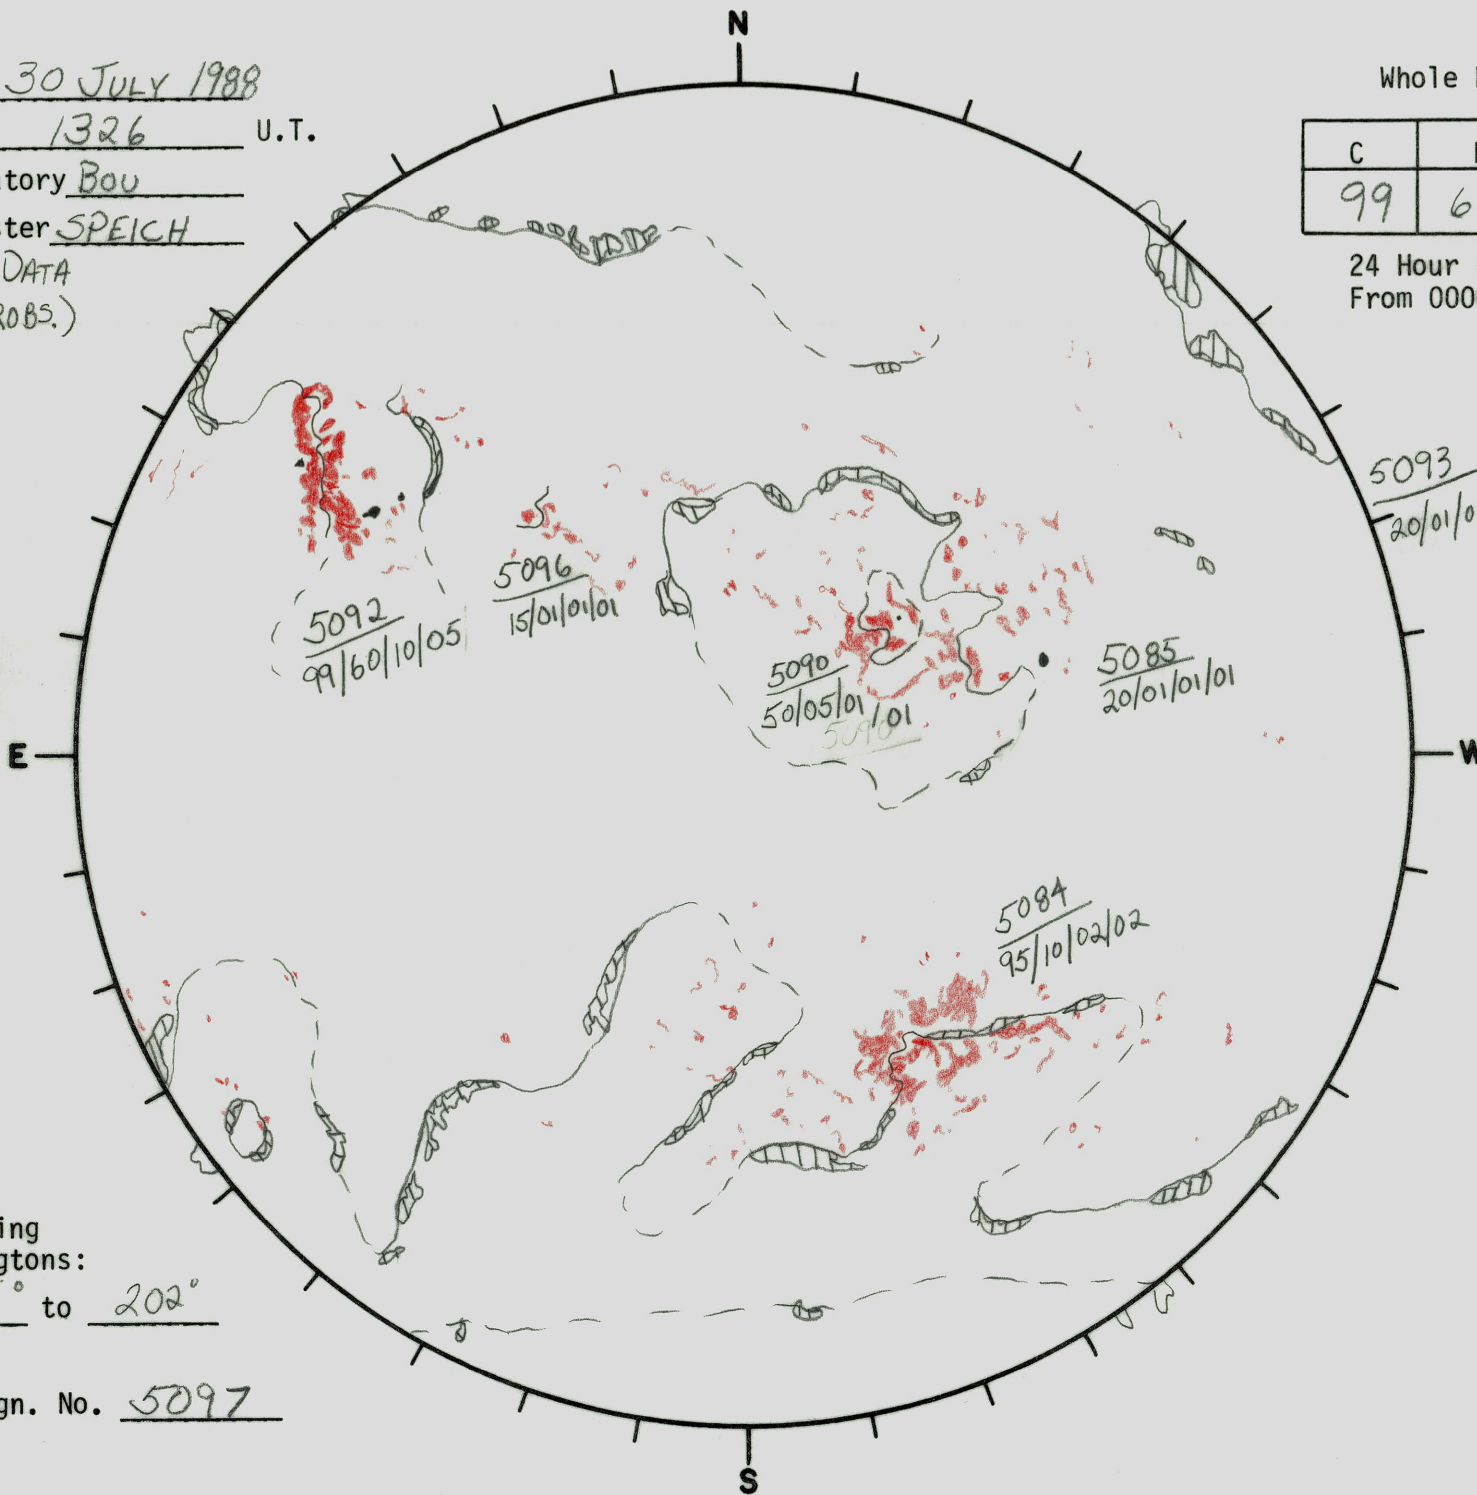 N
30 JULY 1988
1326 U.T.
tory BOU
ter SPEICH
DATA
OBS.)
Whole
C
99 6
24 Hour
From 000
5093
20/01/0
5092
99/60/10/05
5096
15/01/01/01
5090
50/05/01/01
5090
5085
20/01/01/01
E
W
5084
95/10/02/02
ing
gtons:
° to 202°
gn. No. 5097
S